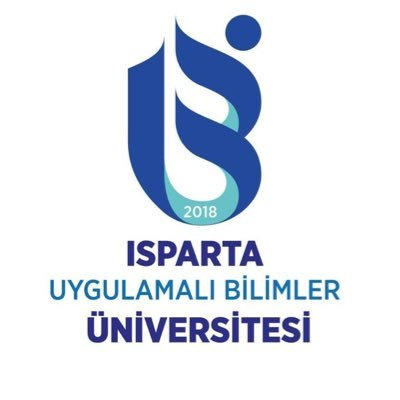 2018
ISPARTA
UYGULAMALI BİLİMLER
ÜNİVERSİTESİ